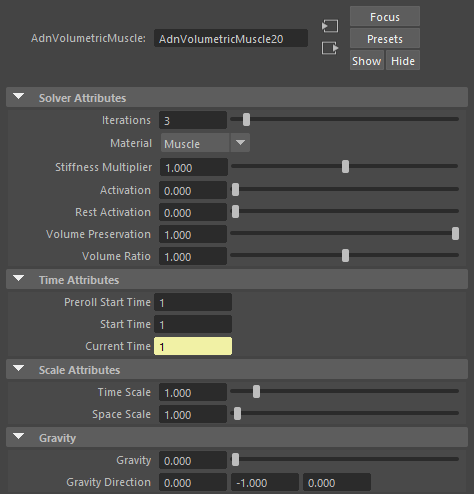 Focus
AdnVolumetricMuscle: AdnVolumetricMuscle20 Presets
Show Hide
Solver Attributes
Iterations 3
Material Muscle
Stiffness Multiplier 1.000
Activation 0.000
Rest Activation 0.000
Volume Preservation 1.000
Volume Ratio 1.000
Time Attributes
Preroll Start Time 1
Start Time 1
Current Time 1
Scale Attributes
Time Scale 1.000
Space Scale 1.000
Gravity
Gravity 0.000
Gravity Direction 0.000 -1.000 0.000